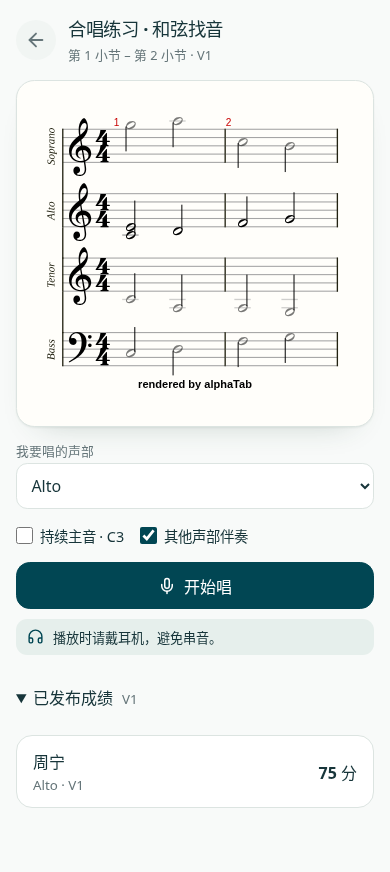 合唱练习 · 和弦找音
第 1 小节 – 第 2 小节 · V1
1
2
Soprano
Alto
Tenor
Bass
rendered by alphaTab
我要唱的声部
Alto
持续主音 · C3
其他声部伴奏
开始唱
播放时请戴耳机，避免串音。
已发布成绩 V1
周宁
Alto · V1
75 分